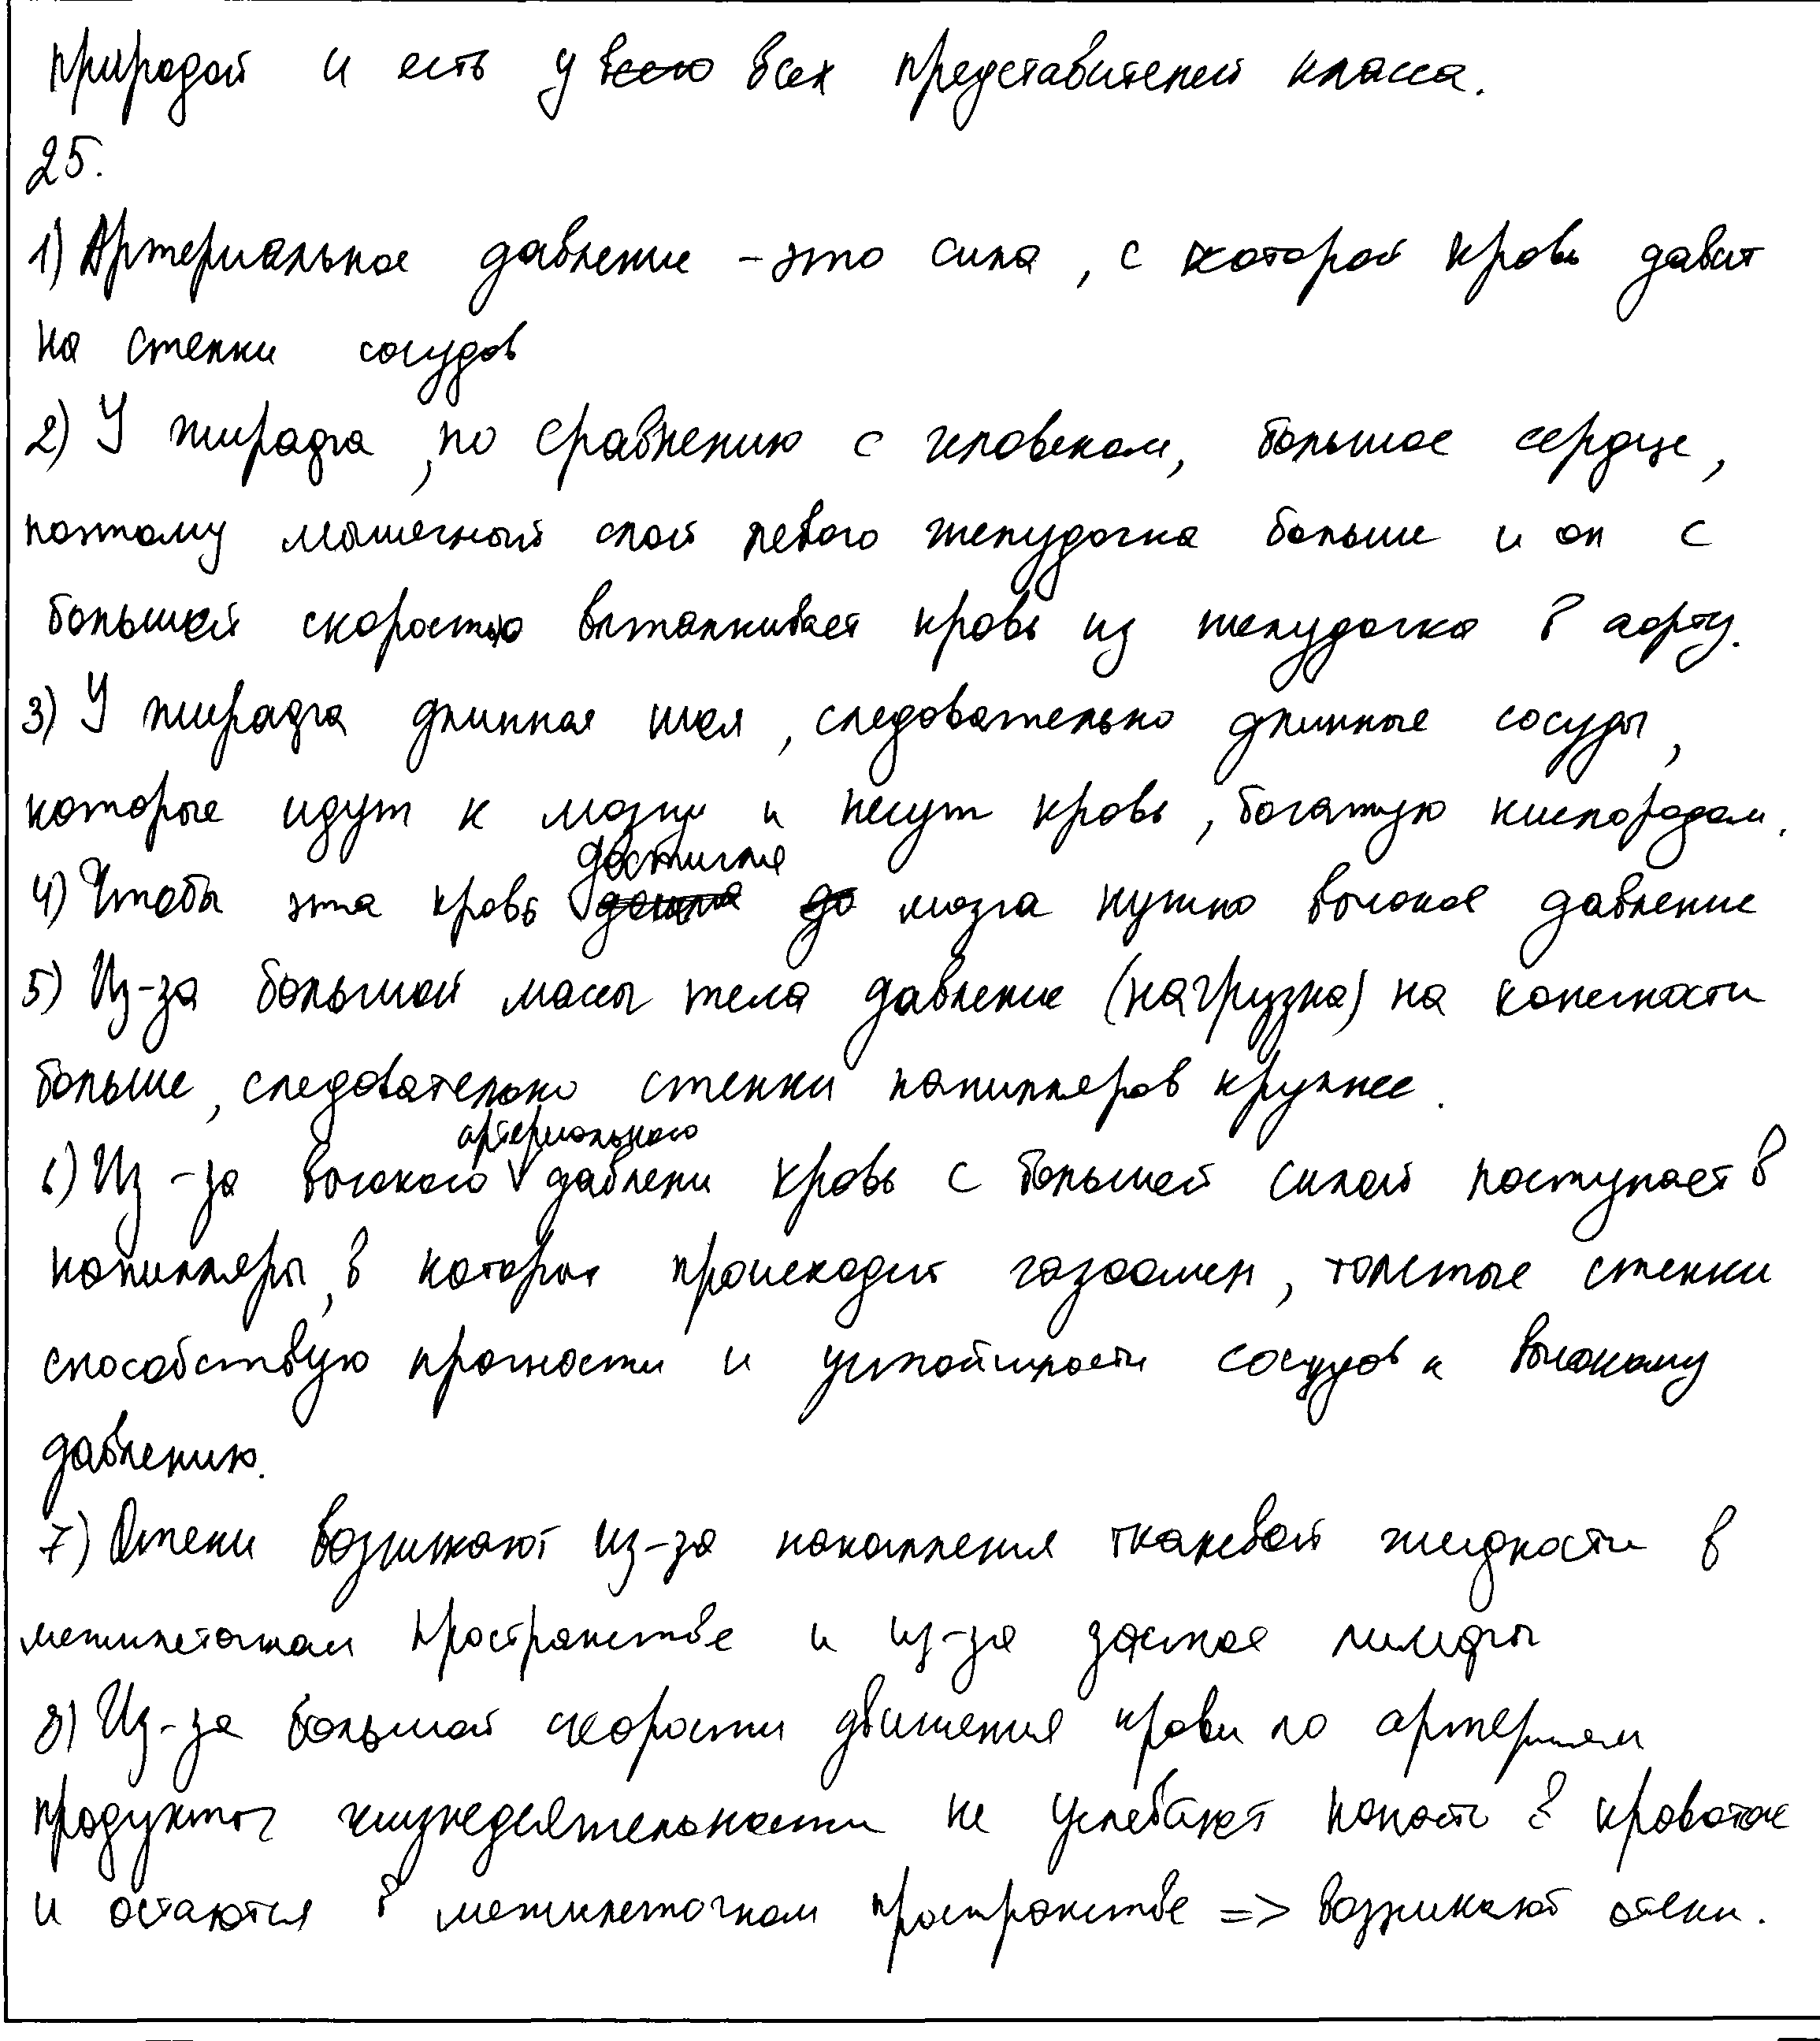 природой и есть у всею всех представителей класса.
25.
1) Артериальное давление - это сила, с которой кровь давит
на стенки сосудов
2) У жирафа, по сравнению с человеком, большое сердце,
поэтому мышечный слой левого желудочка больше и он с
большей скоростью выталкивает кровь из желудочка в аорту.
3) У жирафа длинная шея, следовательно длинные сосуды,
которые идут к мозгу и несут кровь, богатую кислородом.
4) Чтобы эта кровь дошла до достигла мозга нужно высокое давление
5) Из-за большой массы тела давление (нагрузка) на конечности
больше, следовательно стенки капилляров крупнее.
6) Из-за высокого артериального давлени кровь с большей силой поступает в
капилляры, в которых происходит газообмен, толстые стенки
способствую прочности и устойчивости сосудов к высокому
давлению.
7) Отеки возникают из-за накопления тканевой жидкости в
межклеточном пространстве и из-за застоя лимфы
8) Из-за большой скорости движения крови по артериям
продукты жизнедеятельности не успевают попасть в кровоток
и остаются в межклеточном пространстве => возникают отеки.